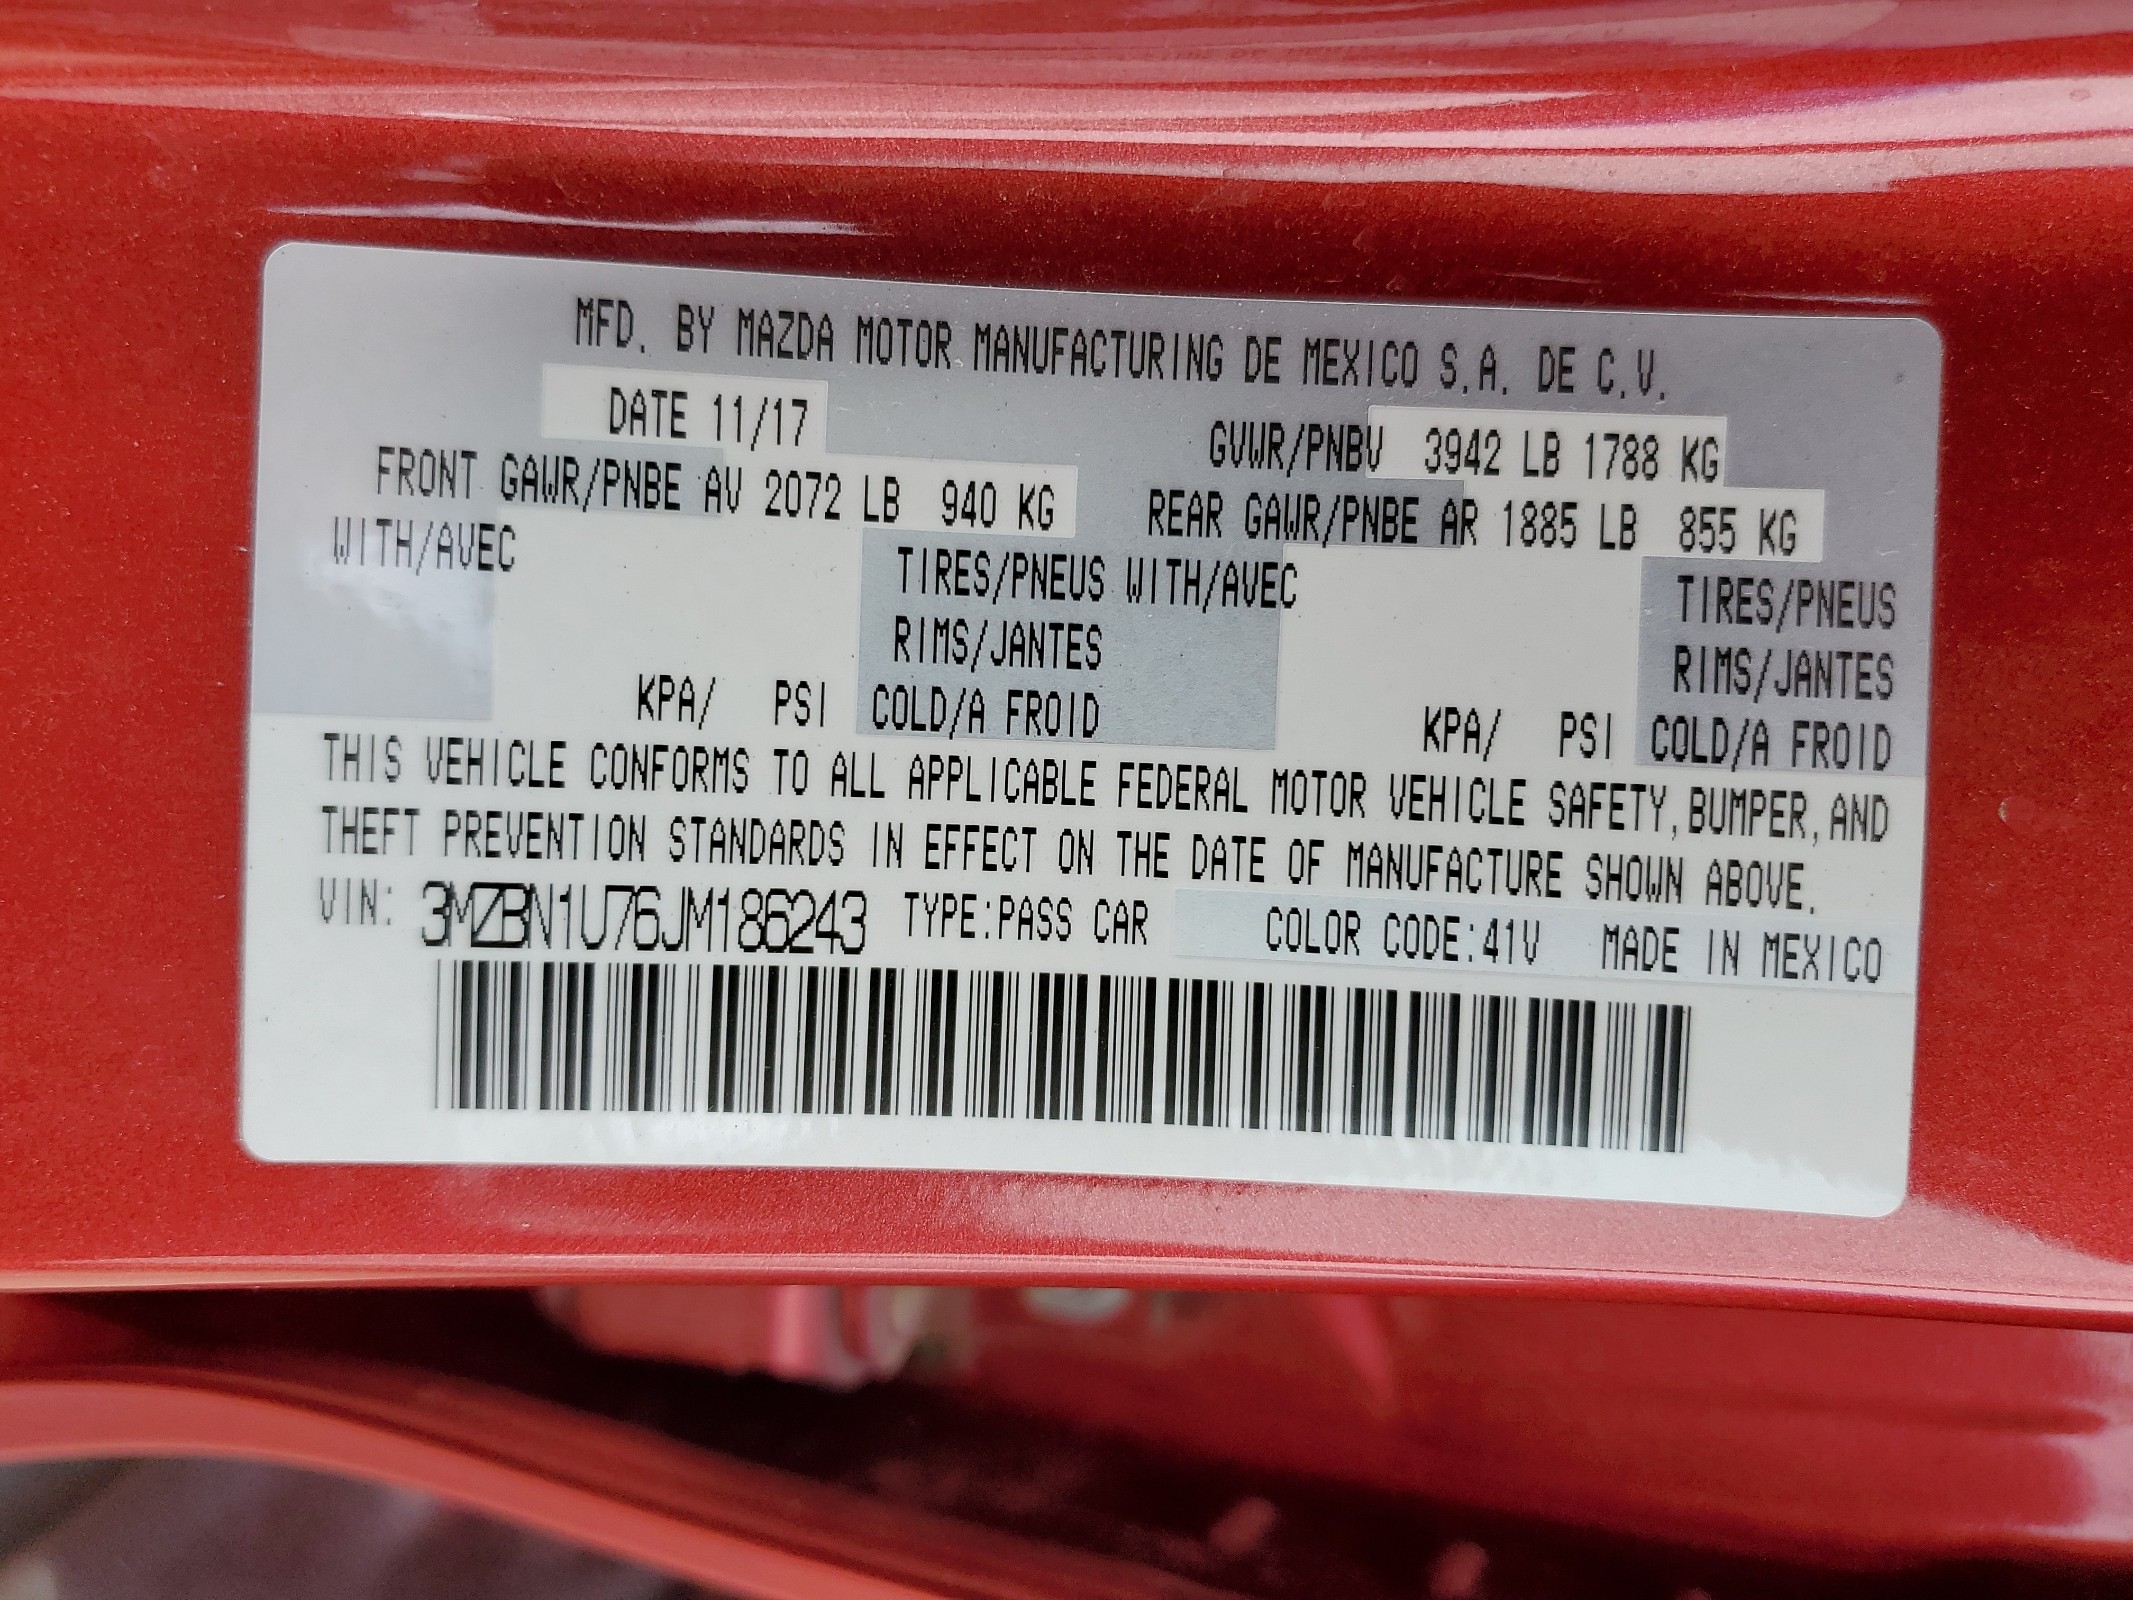 MFD. BY MAZDA MOTOR MANUFACTURING DE MEXICO S.A. DE C.V.
DATE 11/17 GVWR/PNBV 3942 LB 1788 KG
FRONT GAWR/PNBE AV 2072 LB 940 KG REAR GAWR/PNBE AR 1885 LB 855 KG
WITH/AVEC TIRES/PNEUS WITH/AVEC TIRES/PNEUS
RIMS/JANTES RIMS/JANTES
KPA/ PSI COLD/A FROID KPA/ PSI COLD/A FROID
THIS VEHICLE CONFORMS TO ALL APPLICABLE FEDERAL MOTOR VEHICLE SAFETY, BUMPER, AND
THEFT PREVENTION STANDARDS IN EFFECT ON THE DATE OF MANUFACTURE SHOWN ABOVE.
VIN: 3MZBN1U76JM186243 TYPE:PASS CAR COLOR CODE:41V MADE IN MEXICO